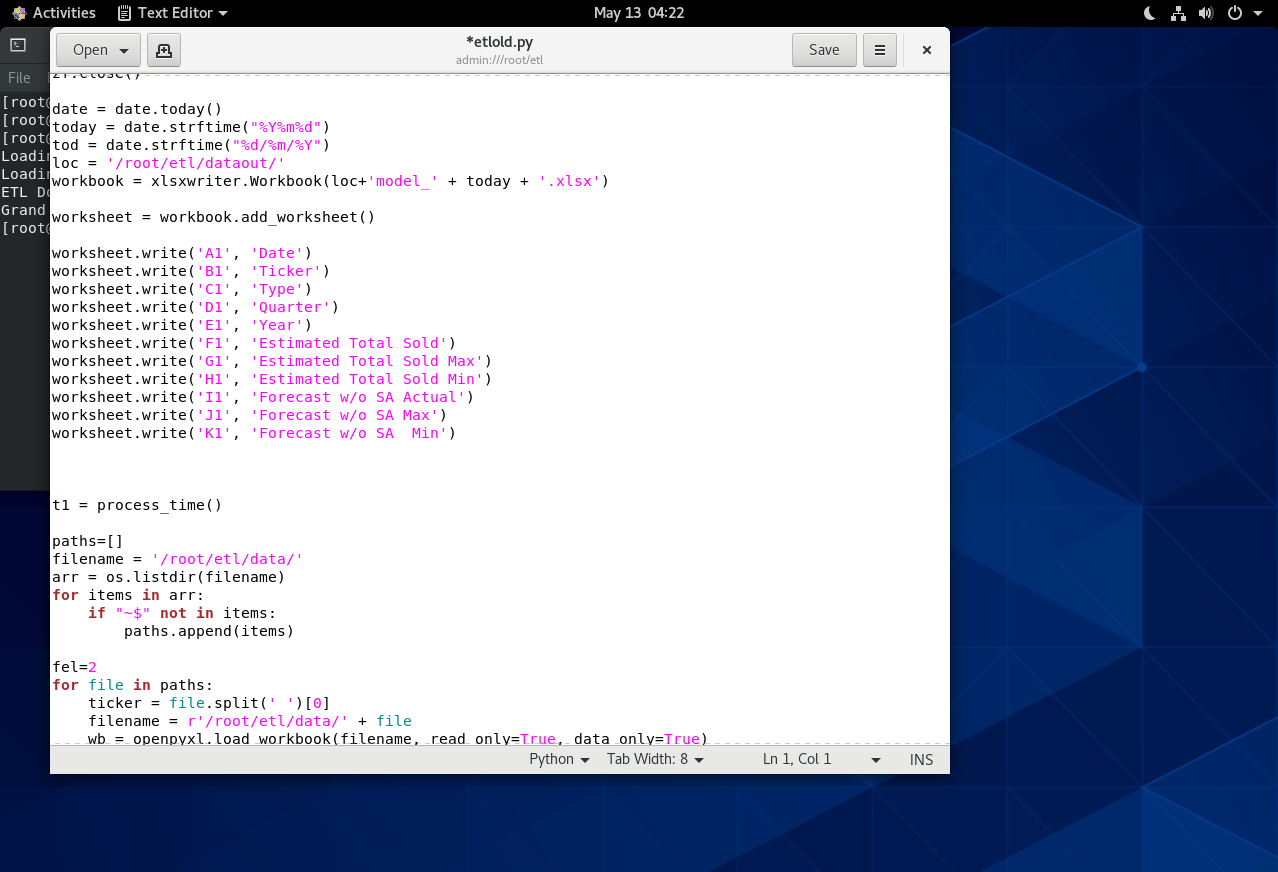 Activities Text Editor May 13 04:22
Open *etlold.py Save
admin:///root/etl
File
[root@
[root@
[root@
Loadin
Loadin
ETL Do
Grand
[root@
zf.close()
date = date.today()
today = date.strftime("%Y%m%d")
tod = date.strftime("%d/%m/%Y")
loc = '/root/etl/dataout/'
workbook = xlsxwriter.Workbook(loc+'model_' + today + '.xlsx')
worksheet = workbook.add_worksheet()
worksheet.write('A1', 'Date')
worksheet.write('B1', 'Ticker')
worksheet.write('C1', 'Type')
worksheet.write('D1', 'Quarter')
worksheet.write('E1', 'Year')
worksheet.write('F1', 'Estimated Total Sold')
worksheet.write('G1', 'Estimated Total Sold Max')
worksheet.write('H1', 'Estimated Total Sold Min')
worksheet.write('I1', 'Forecast w/o SA Actual')
worksheet.write('J1', 'Forecast w/o SA Max')
worksheet.write('K1', 'Forecast w/o SA  Min')
t1 = process_time()
paths=[]
filename = '/root/etl/data/'
arr = os.listdir(filename)
for items in arr:
    if "~$" not in items:
        paths.append(items)
fel=2
for file in paths:
    ticker = file.split(' ')[0]
    filename = r'/root/etl/data/' + file
    wb = openpyxl.load_workbook(filename, read_only=True, data_only=True)
Python Tab Width: 8 Ln 1, Col 1 INS